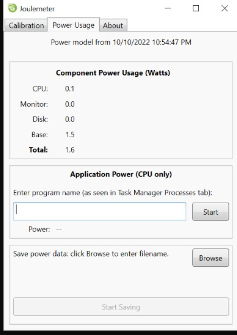 Joulemeter
Calibration Power Usage About
Power model from 10/10/2022 10:54:47 PM
Component Power Usage (Watts)
CPU: 0.1
Monitor: 0.0
Disk: 0.0
Base: 1.5
Total: 1.6
Application Power (CPU only)
Enter program name (as seen in Task Manager Processes tab):
Start
Power: --
Save power data: click Browse to enter filename.
Browse
Start Saving